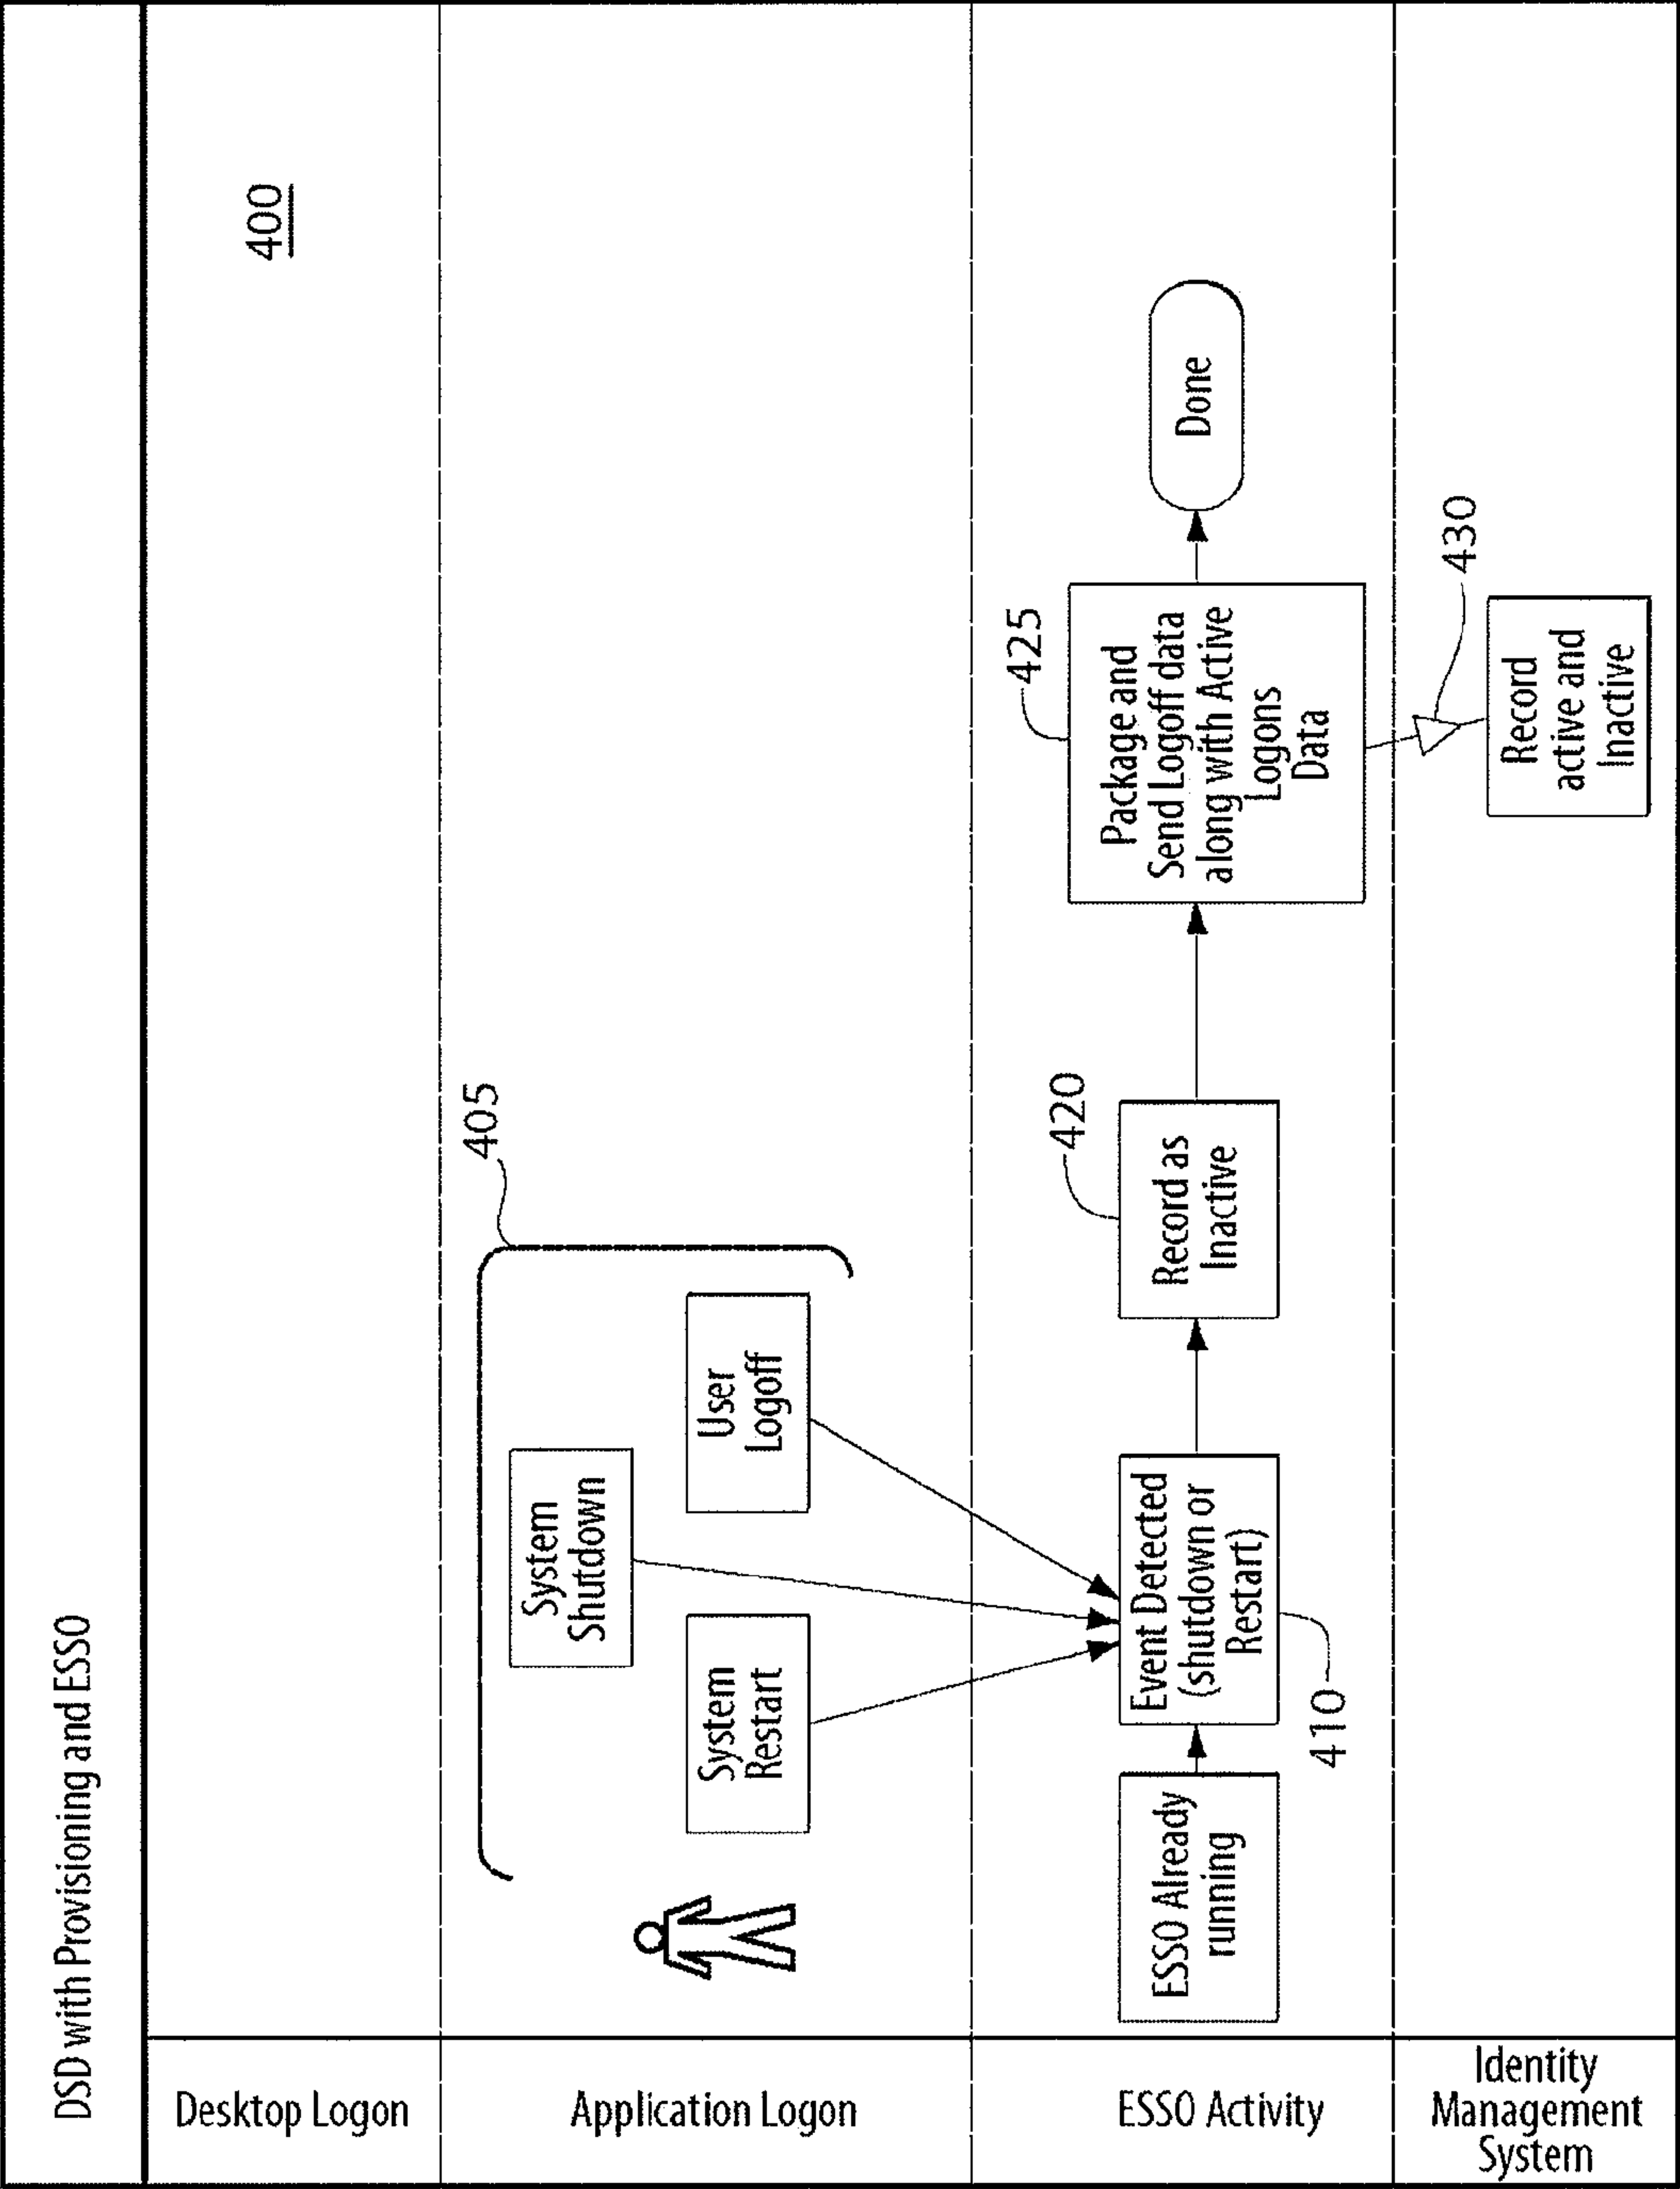 DSD with Provisioning and ESSO
Desktop Logon
400
Application Logon
405
System
Restart
System
Shutdown
User
Logoff
ESSO Activity
ESSO Already
running
Event Detected
(shutdown or
Restart)
410
Record as
Inactive
420
Package and
Send Logoff data
along with Active
Logons
Data
425
Done
Identity
Management
System
Record
active and
Inactive
430